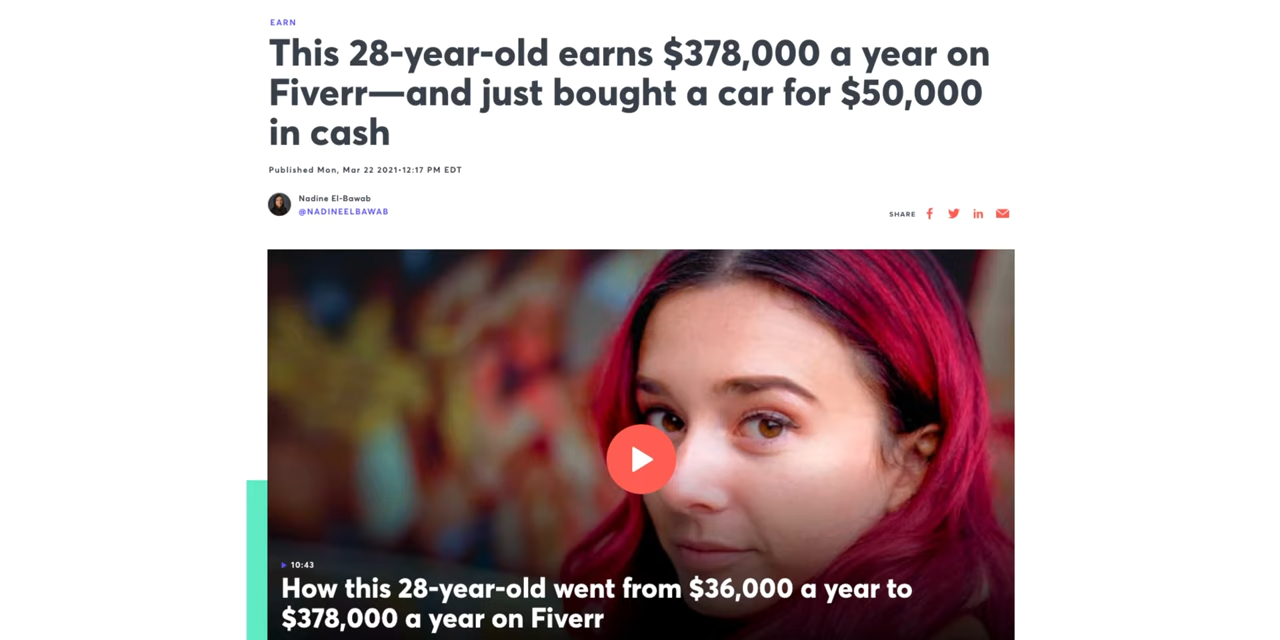 EARN
This 28-year-old earns $378,000 a year on
Fiverr—and just bought a car for $50,000
in cash
Published Mon, Mar 22 2021•12:17 PM EDT
Nadine El-Bawab
@NADINEELBAWAB
SHARE
10:43
How this 28-year-old went from $36,000 a year to
$378,000 a year on Fiverr